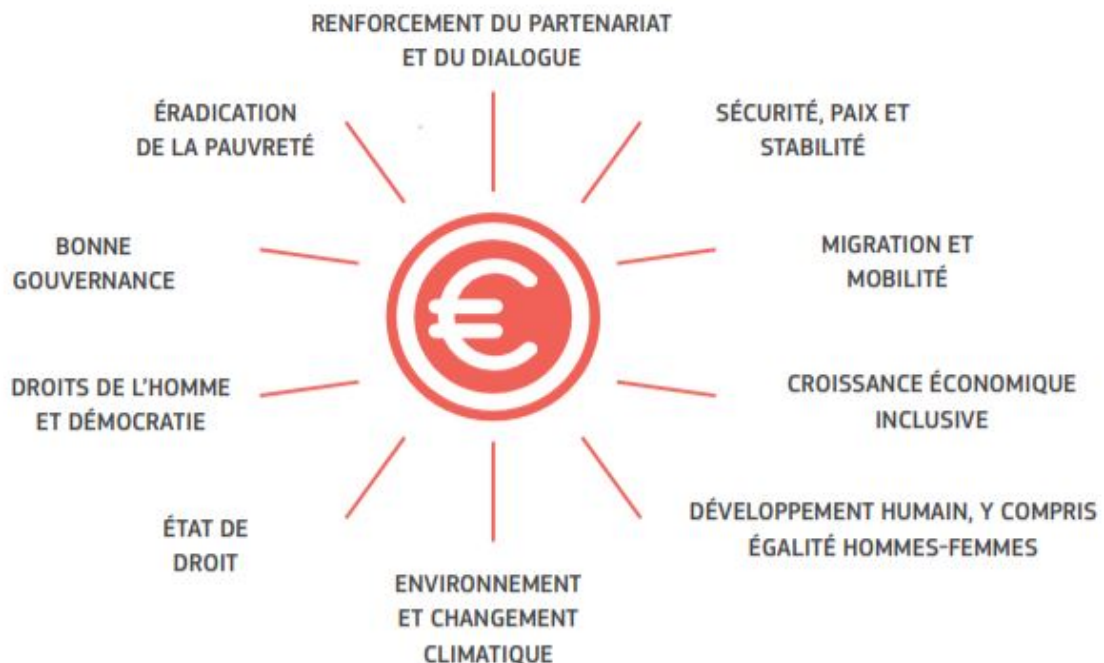 RENFORCEMENT DU PARTENARIAT
ET DU DIALOGUE
ÉRADICATION
DE LA PAUVRETÉ
SÉCURITÉ, PAIX ET
STABILITÉ
BONNE
GOUVERNANCE
MIGRATION ET
MOBILITÉ
DROITS DE L'HOMME
ET DÉMOCRATIE
CROISSANCE ÉCONOMIQUE
INCLUSIVE
ÉTAT DE
DROIT
DÉVELOPPEMENT HUMAIN, Y COMPRIS
ÉGALITÉ HOMMES-FEMMES
ENVIRONNEMENT
ET CHANGEMENT
CLIMATIQUE
€